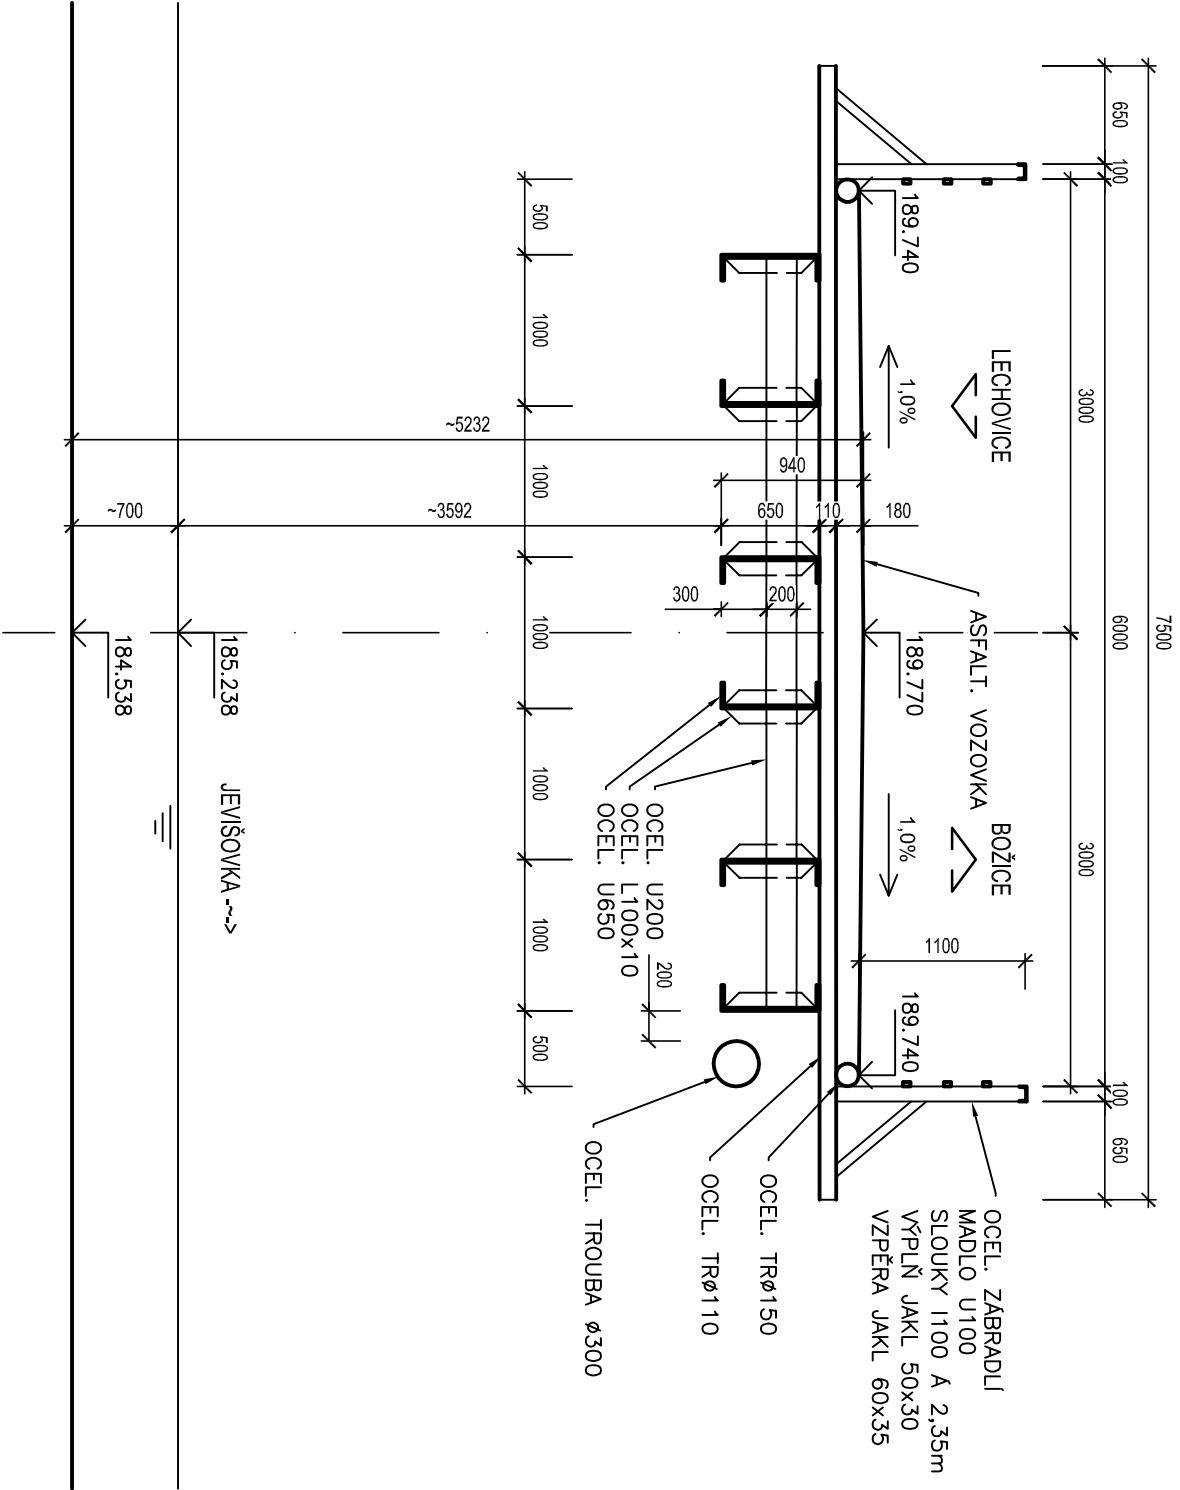 7500
650
100
6000
100
650
3000
3000
LECHOVICE
BOŽICE
1100
189.740
189.770
189.740
1,0%
1,0%
ASFALT. VOZOVKA
OCEL. ZÁBRADLÍ
MADLO U100
SLOUKY I100 Á 2,35m
VÝPLŇ JAKL 50x30
VZPĚRA JAKL 60x35
180
110
940
650
200
300
OCEL. TRØ150
OCEL. TRØ110
OCEL. U200
OCEL. L100x10
OCEL. U650
200
OCEL. TROUBA Ø300
500
1000
1000
1000
1000
1000
500
~5232
~3592
~700
185.238
JEVIŠOVKA -~->
184.538